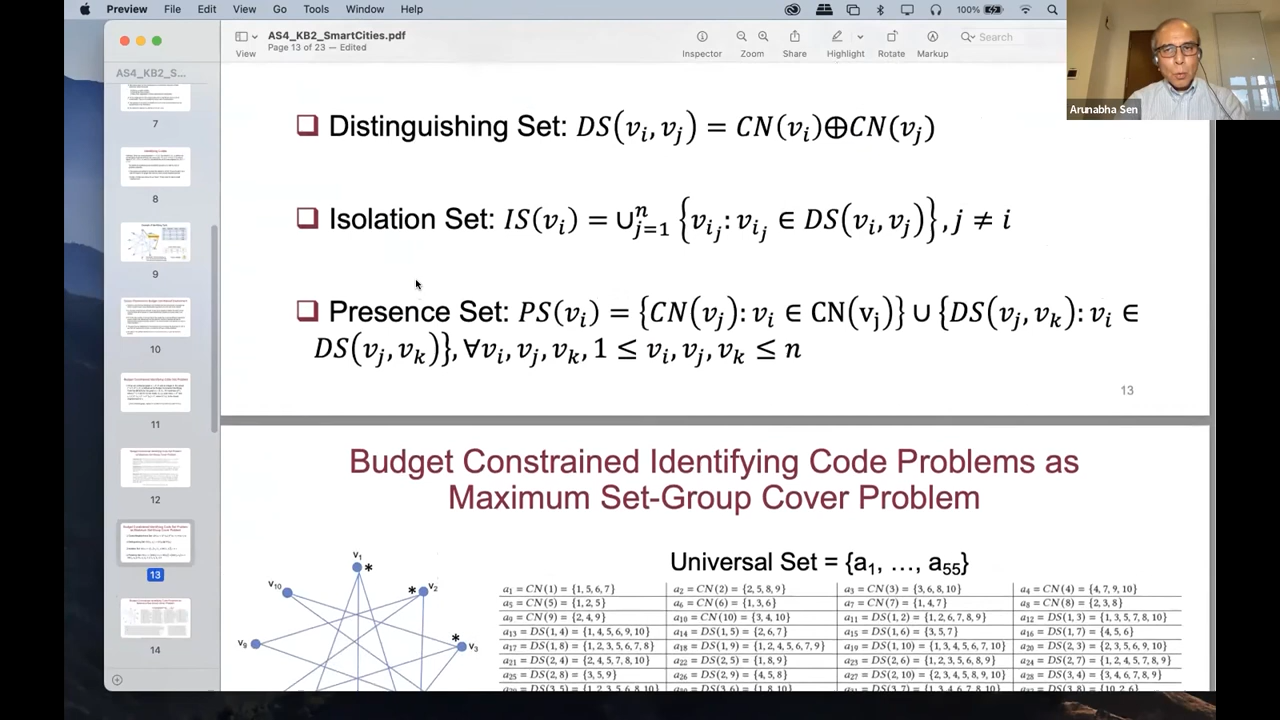 Preview File Edit View Go Tools Window Help 100%
AS4_KB2_SmartCities.pdf
Page 13 of 23 — Edited
View Inspector Zoom Share Highlight Rotate Markup Search
AS4_KB2_S...
7
8
9
10
11
12
13
14
Arunabha Sen
❑ Distinguishing Set: DS(vᵢ, vⱼ) = CN(vᵢ)⊕CN(vⱼ)
❑ Isolation Set: IS(vᵢ) = ∪ⁿⱼ₌₁ {vᵢⱼ: vᵢⱼ ∈ DS(vᵢ, vⱼ)}, j ≠ i
❑ Presence Set: PS(vᵢ) = {CN(vⱼ): vᵢ ∈ CN(vⱼ)} ∪ {DS(vⱼ, vₖ): vᵢ ∈
DS(vⱼ, vₖ)}, ∀vᵢ, vⱼ, vₖ, 1 ≤ vᵢ, vⱼ, vₖ ≤ n
13
Budget Constrained Identifying Code Problems as
Maximum Set-Group Cover Problem
v₁ *
v₁₀ * v₂
v₉ * v₃
Universal Set = {a₁, …, a₅₅}
a₁ = CN(1) = {1, 5, 6, 7} a₂ = CN(2) = {2, 5, 8, 9} a₃ = CN(3) = {3, 6, 8, 10} a₄ = CN(4) = {4, 7, 9, 10}
a₅ = CN(5) = {1, 2, 5} a₆ = CN(6) = {1, 3, 6} a₇ = CN(7) = {1, 4, 7} a₈ = CN(8) = {2, 3, 8}
a₉ = CN(9) = {2, 4, 9} a₁₀ = CN(10) = {3, 4, 10} a₁₁ = DS(1, 2) = {1, 2, 6, 7, 8, 9} a₁₂ = DS(1, 3) = {1, 3, 5, 7, 8, 10}
a₁₃ = DS(1, 4) = {1, 4, 5, 6, 9, 10} a₁₄ = DS(1, 5) = {2, 6, 7} a₁₅ = DS(1, 6) = {3, 5, 7} a₁₆ = DS(1, 7) = {4, 5, 6}
a₁₇ = DS(1, 8) = {1, 2, 3, 5, 6, 7, 8} a₁₈ = DS(1, 9) = {1, 2, 4, 5, 6, 7, 9} a₁₉ = DS(1, 10) = {1, 3, 4, 5, 6, 7, 10} a₂₀ = DS(2, 3) = {2, 3, 5, 6, 9, 10}
a₂₁ = DS(2, 4) = {2, 4, 5, 7, 8, 10} a₂₂ = DS(2, 5) = {1, 8, 9} a₂₃ = DS(2, 6) = {1, 2, 3, 5, 6, 8, 9} a₂₄ = DS(2, 7) = {1, 2, 4, 5, 7, 8, 9}
a₂₅ = DS(2, 8) = {3, 5, 9} a₂₆ = DS(2, 9) = {4, 5, 8} a₂₇ = DS(2, 10) = {2, 3, 4, 5, 8, 9, 10} a₂₈ = DS(3, 4) = {3, 4, 6, 7, 8, 9}